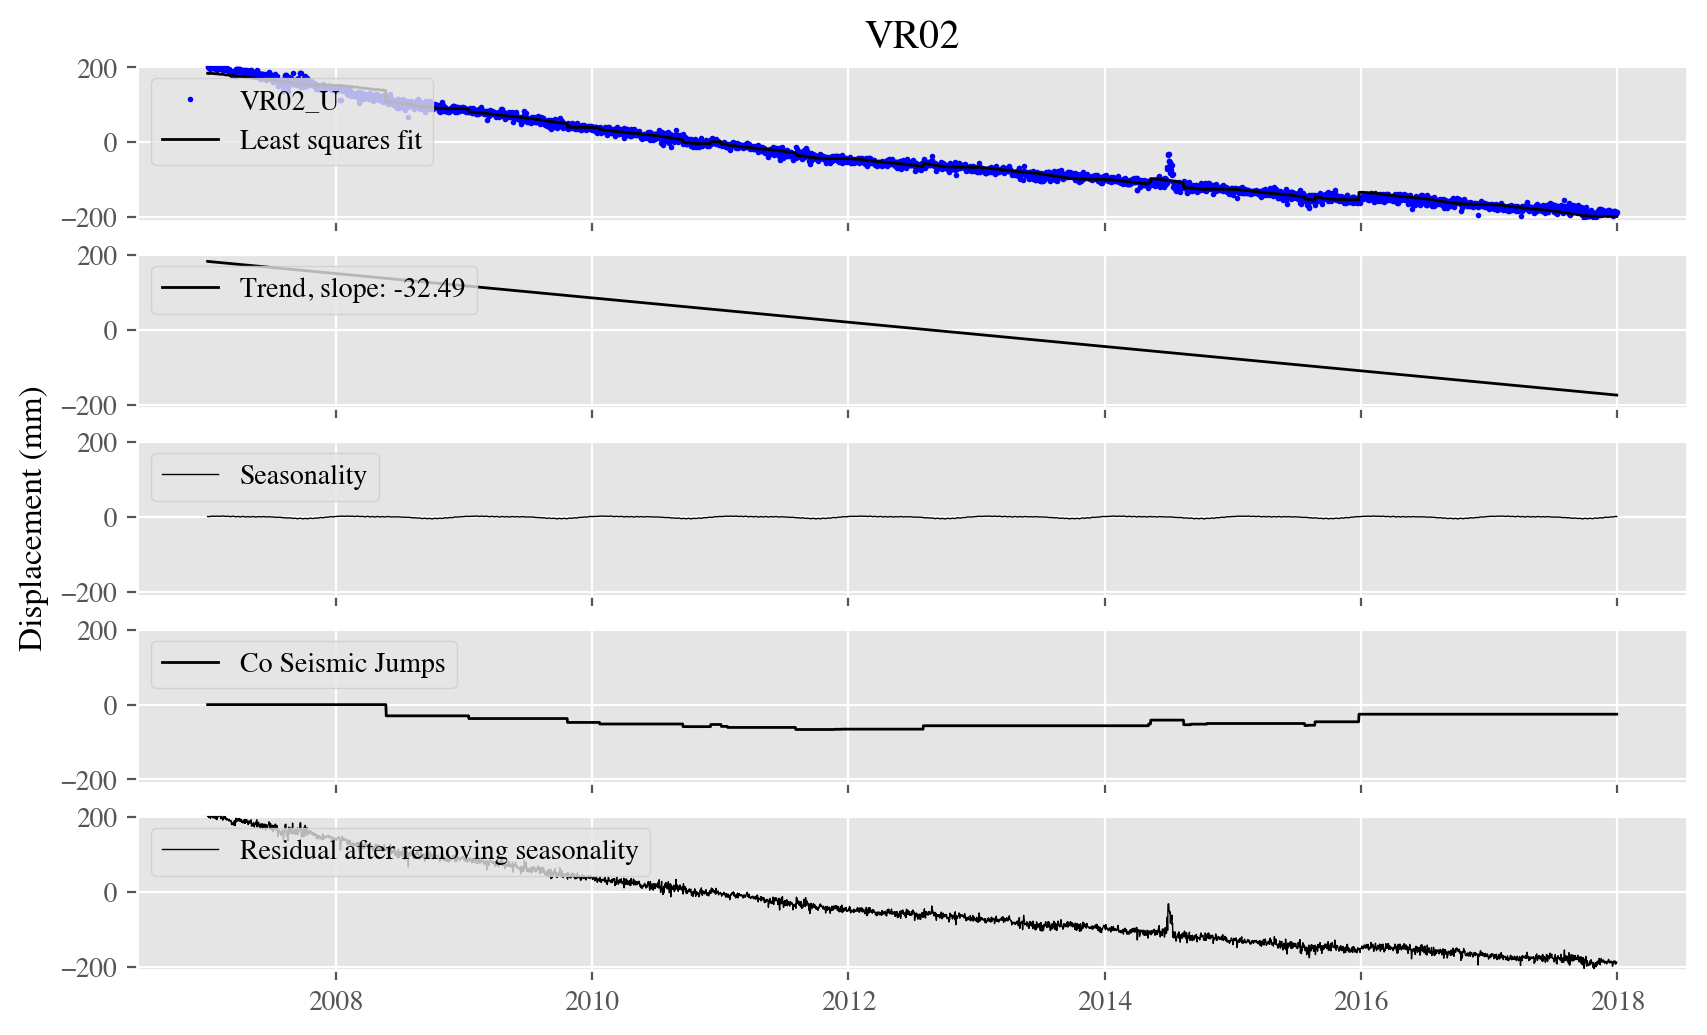 VR02
Displacement (mm)
200
0
−200
VR02_U
Least squares fit
200
0
−200
Trend, slope: -32.49
200
0
−200
Seasonality
200
0
−200
Co Seismic Jumps
200
0
−200
Residual after removing seasonality
2008 2010 2012 2014 2016 2018